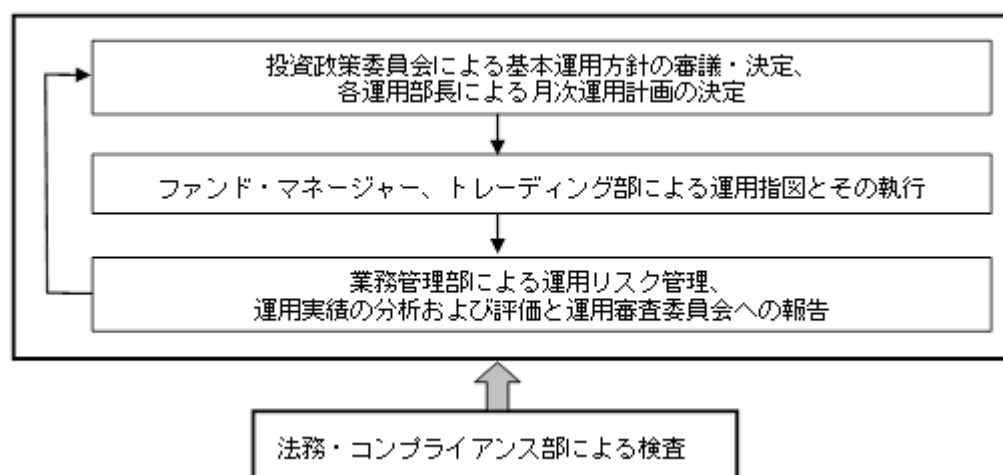 投資政策委員会による基本運用方針の審議・決定、
各運用部長による月次運用計画の決定
ファンド・マネージャー、トレーディング部による運用指図とその執行
業務管理部による運用リスク管理、
運用実績の分析および評価と運用審査委員会への報告
法務・コンプライアンス部による検査